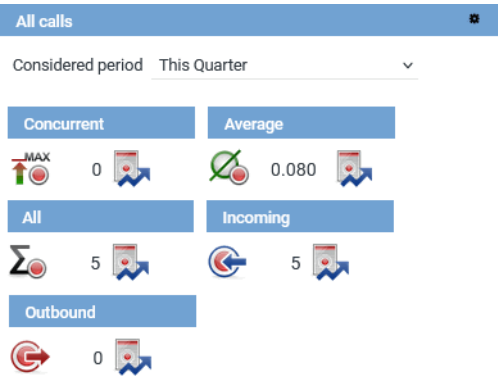 All calls
Considered period This Quarter
Concurrent Average
MAX 0 0.080
All Incoming
5 5
Outbound
0